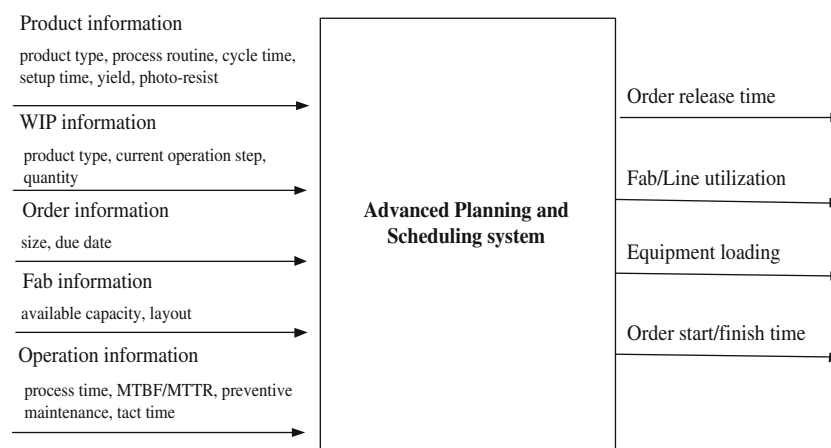 Product information
product type, process routine, cycle time,
setup time, yield, photo-resist
WIP information
product type, current operation step,
quantity
Order information
size, due date
Fab information
available capacity, layout
Operation information
process time, MTBF/MTTR, preventive
maintenance, tact time
Advanced Planning and
Scheduling system
Order release time
Fab/Line utilization
Equipment loading
Order start/finish time